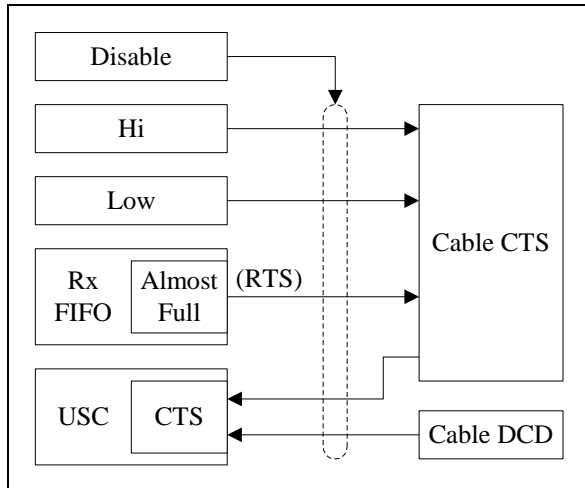 Disable
Hi
Low
Rx
FIFO
Almost
Full
(RTS)
Cable CTS
USC
CTS
Cable DCD